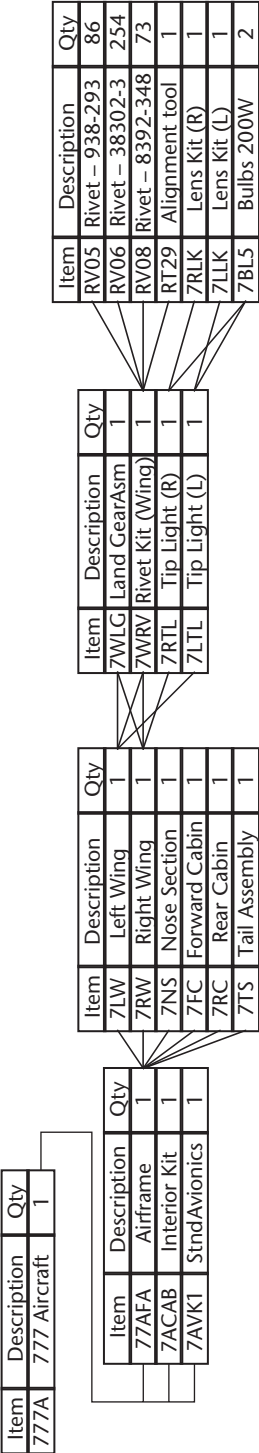 Item Description Qty
777A 777 Aircraft 1
Item Description Qty
77AFA Airframe 1
7ACAB Interior Kit 1
7AVK1 StndAvionics 1
Item Description Qty
7LW Left Wing 1
7RW Right Wing 1
7NS Nose Section 1
7FC Forward Cabin 1
7RC Rear Cabin 1
7TS Tail Assembly 1
Item Description Qty
7WLG Land GearAsm 1
7WRV Rivet Kit (Wing) 1
7RTL Tip Light (R) 1
7LTL Tip Light (L) 1
Item Description Qty
RV05 Rivet – 938-293 86
RV06 Rivet – 38302-3 254
RV08 Rivet – 8392-348 73
RT29 Alignment tool 1
7RLK Lens Kit (R) 1
7LLK Lens Kit (L) 1
7BL5 Bulbs 200W 2